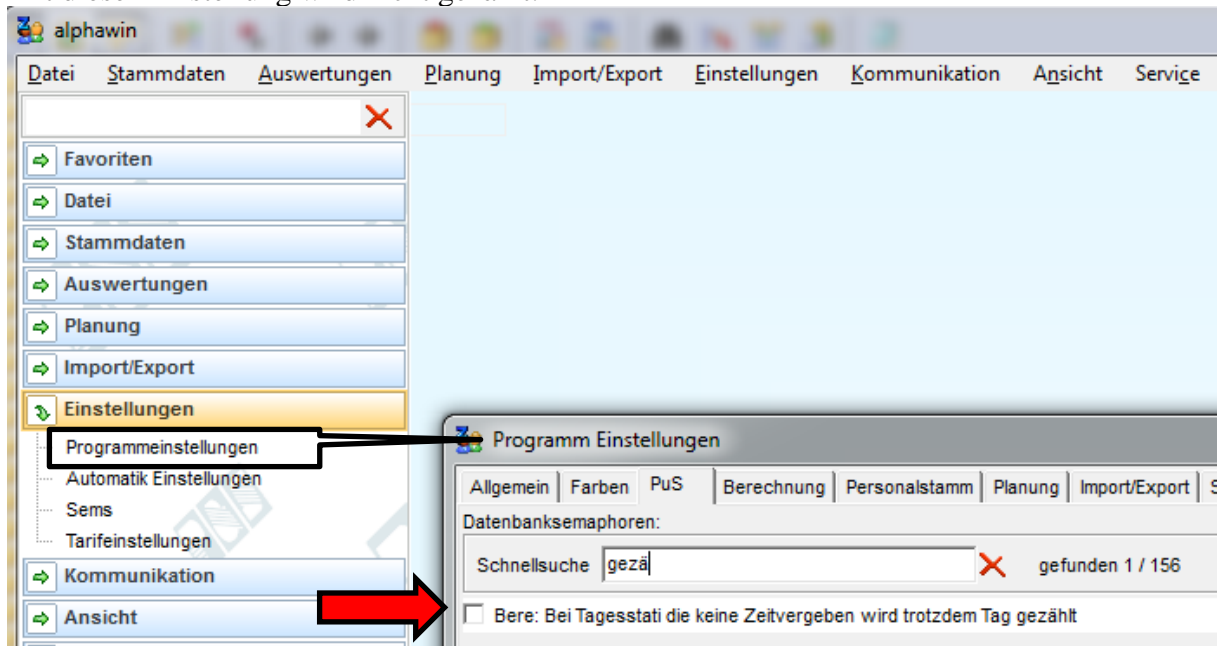 alphawin
Datei Stammdaten Auswertungen Planung Import/Export Einstellungen Kommunikation Ansicht Service
Favoriten
Datei
Stammdaten
Auswertungen
Planung
Import/Export
Einstellungen
Programmeinstellungen
Automatik Einstellungen
Sems
Tarifeinstellungen
Kommunikation
Ansicht
Programm Einstellungen
Allgemein Farben PuS Berechnung Personalstamm Planung Import/Export S
Datenbanksemaphoren:
Schnellsuche gezä gefunden 1 / 156
Bere: Bei Tagesstati die keine Zeitvergeben wird trotzdem Tag gezählt